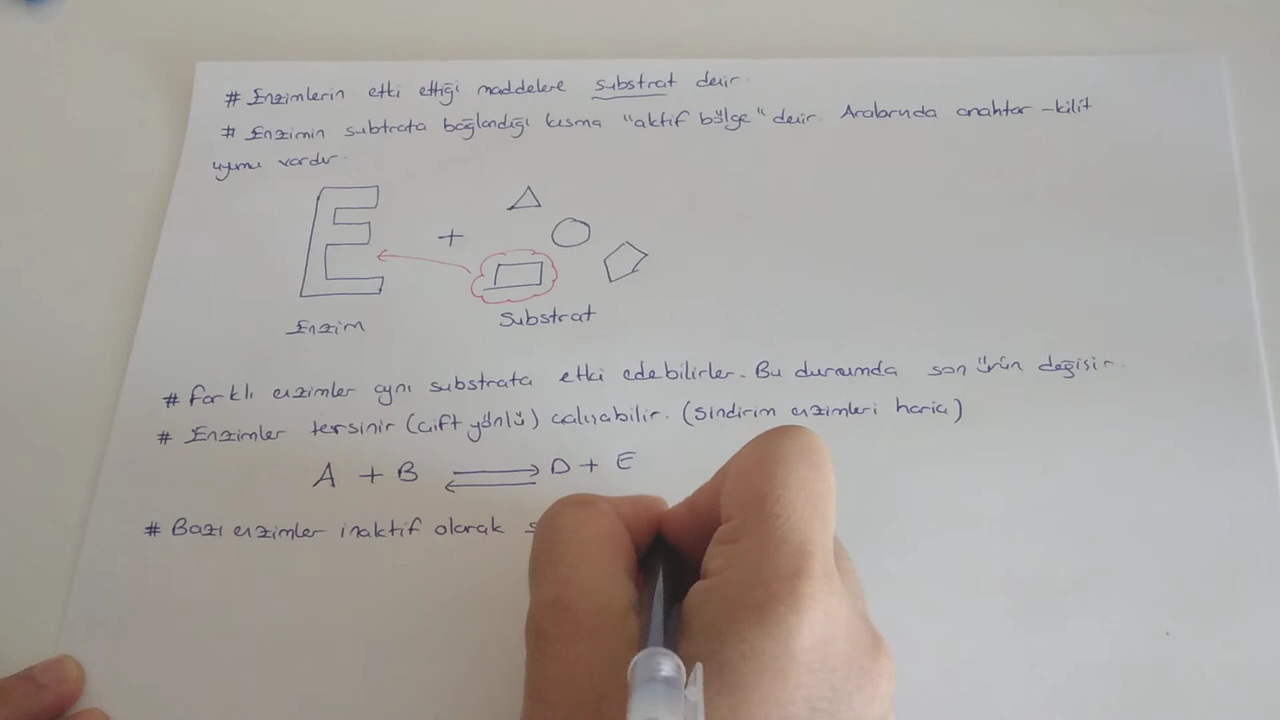 # Enzimlerin etki ettiği maddelere substrat denir.
# Enzimin subtrata bağlandığı kısma "aktif bölge" denir. Aralarında anahtar-kilit
uyumu vardır.
+
Enzim
Substrat
# Farklı enzimler aynı substrata etki edebilirler. Bu durumda son ürün değişir.
# Enzimler tersinir (çift yönlü) çalışabilir. (Sindirim enzimleri hariç)
A + B ⇌ D + E
# Bazı enzimler inaktif olarak